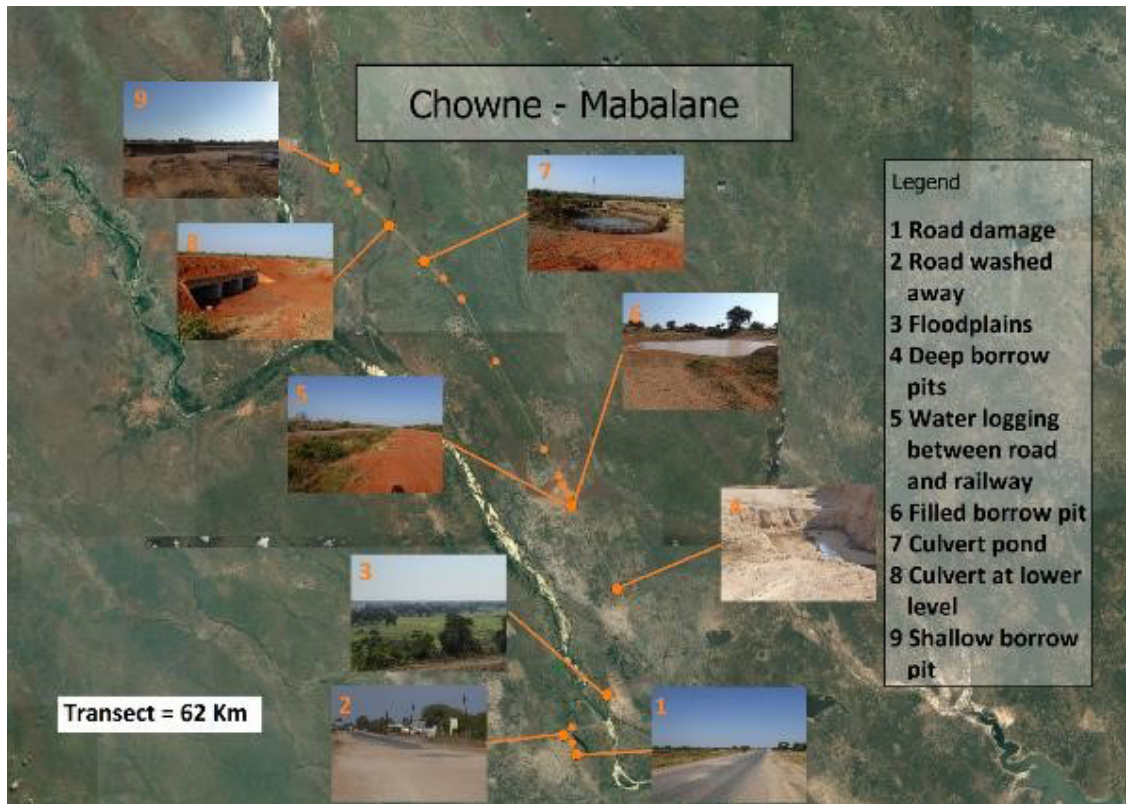 Chowne - Mabalane
9
7
8
6
5
4
3
2
1
Legend
1 Road damage
2 Road washed
away
3 Floodplains
4 Deep borrow
pits
5 Water logging
between road
and railway
6 Filled borrow pit
7 Culvert pond
8 Culvert at lower
level
9 Shallow borrow
pit
Transect = 62 Km